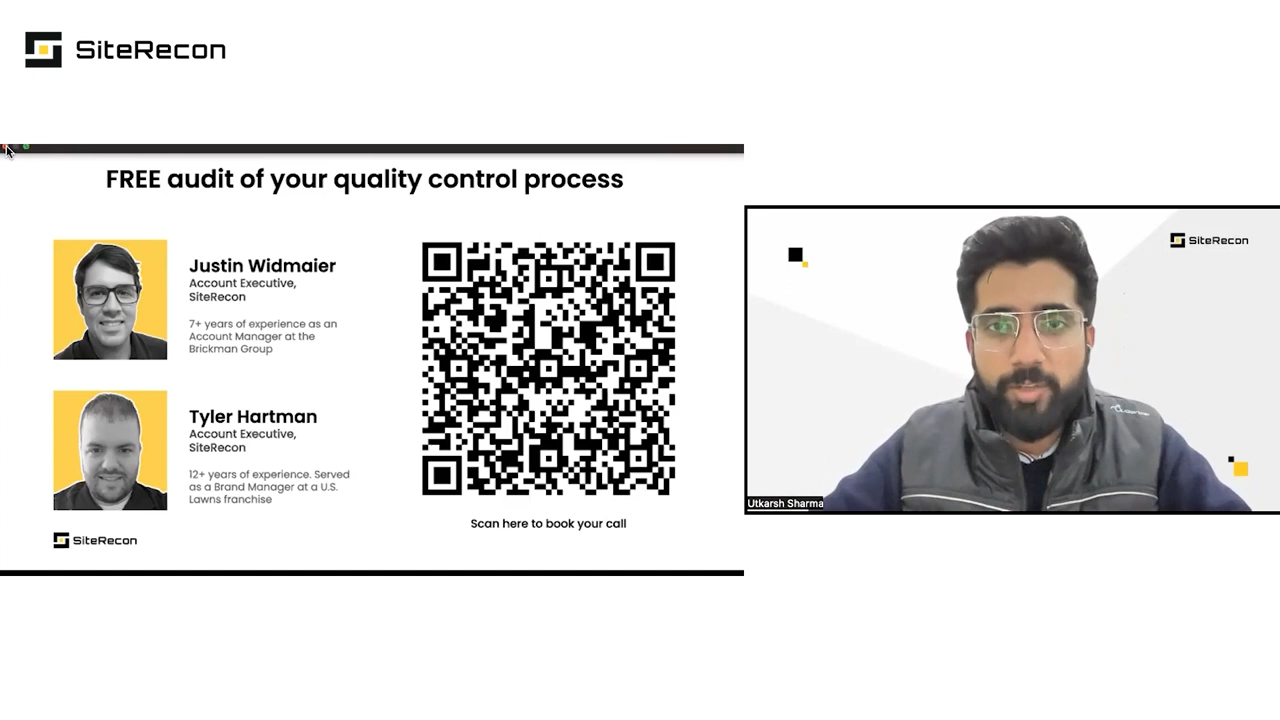 SiteRecon
FREE audit of your quality control process
Justin Widmaier
Account Executive,
SiteRecon
7+ years of experience as an
Account Manager at the
Brickman Group
Tyler Hartman
Account Executive,
SiteRecon
12+ years of experience. Served
as a Brand Manager at a U.S.
Lawns franchise
SiteRecon
Scan here to book your call
SiteRecon
Utkarsh Sharma